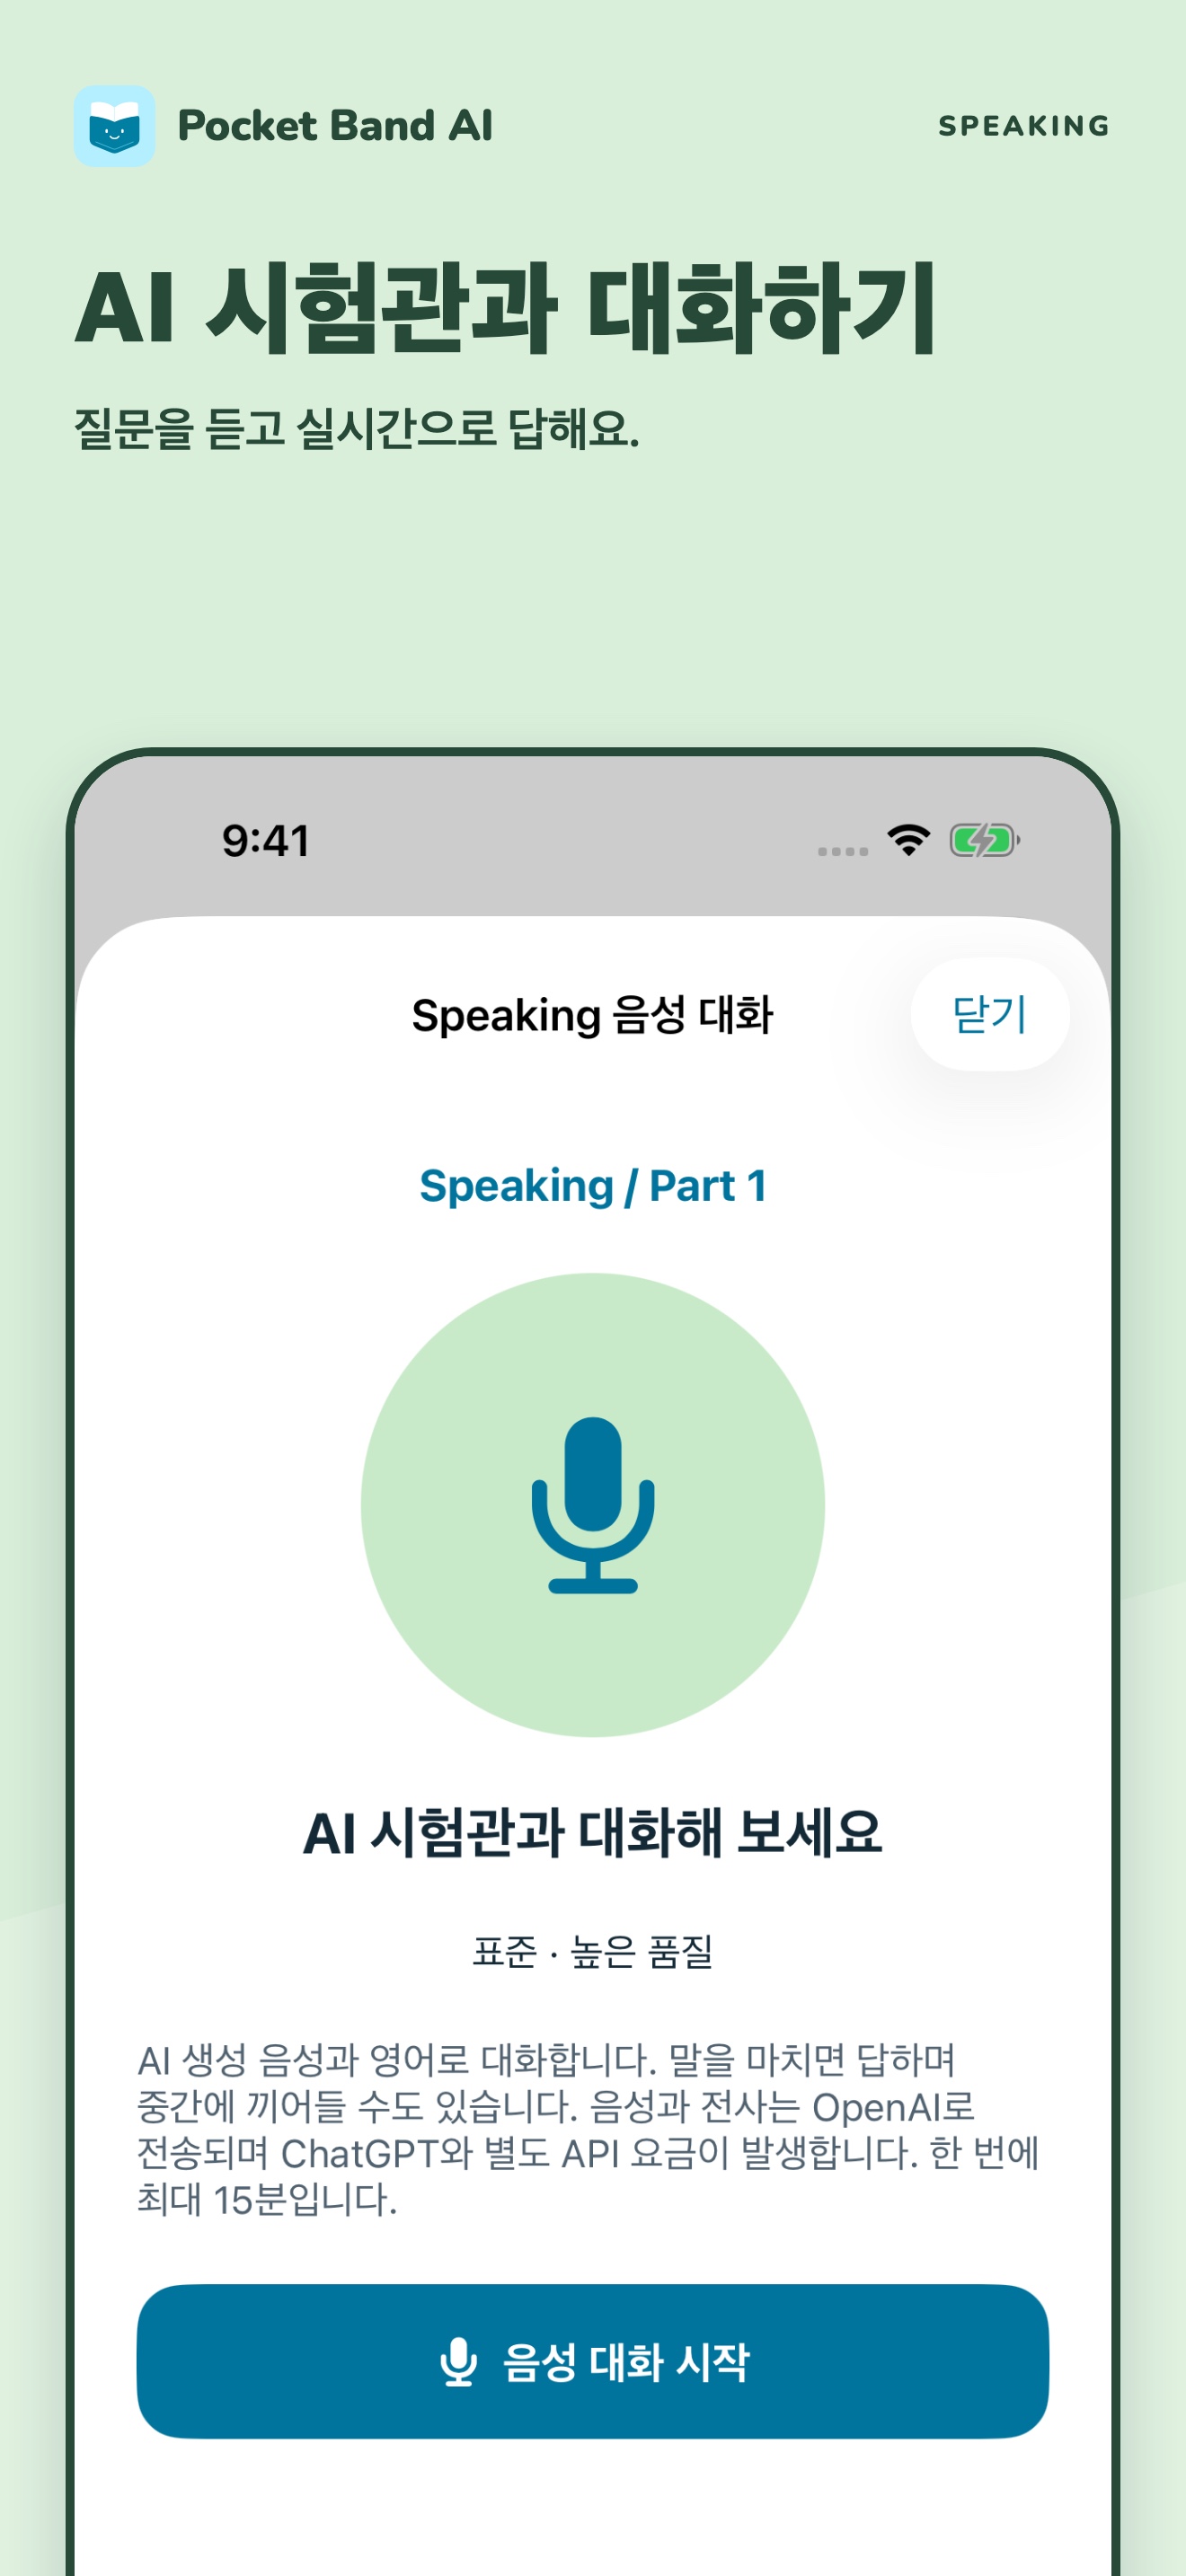 Pocket Band AI
SPEAKING
AI 시험관과 대화하기
질문을 듣고 실시간으로 답해요.
9:41
Speaking 음성 대화
닫기
Speaking / Part 1
AI 시험관과 대화해 보세요
표준 · 높은 품질
AI 생성 음성과 영어로 대화합니다. 말을 마치면 답하며
중간에 끼어들 수도 있습니다. 음성과 전사는 OpenAI로
전송되며 ChatGPT와 별도 API 요금이 발생합니다. 한 번에
최대 15분입니다.
음성 대화 시작